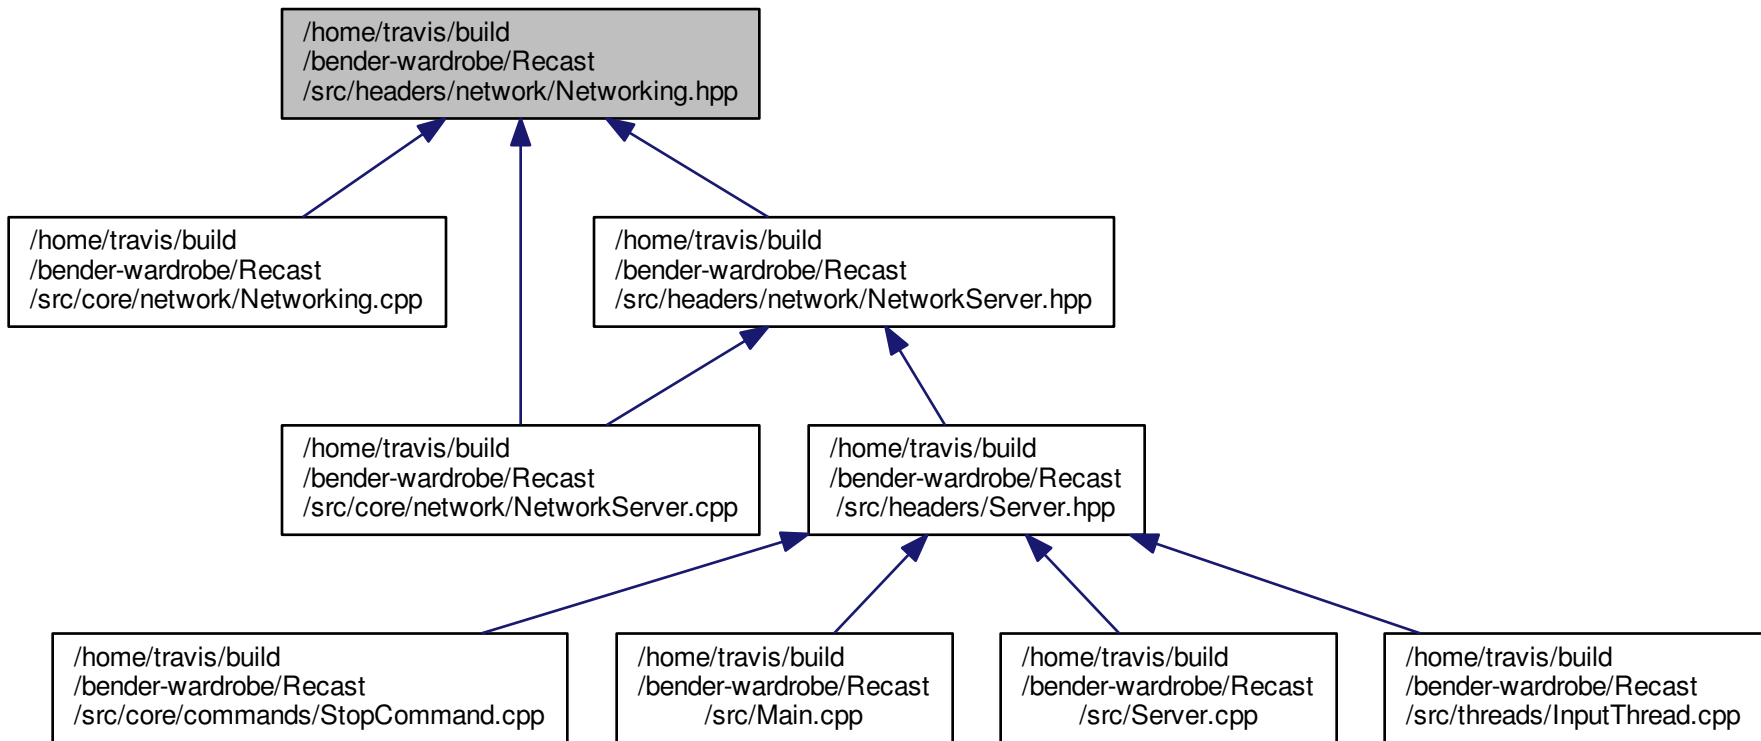 /home/travis/build
/bender-wardrobe/Recast
/src/headers/network/Networking.hpp
/home/travis/build
/bender-wardrobe/Recast
/src/core/network/Networking.cpp
/home/travis/build
/bender-wardrobe/Recast
/src/headers/network/NetworkServer.hpp
/home/travis/build
/bender-wardrobe/Recast
/src/core/network/NetworkServer.cpp
/home/travis/build
/bender-wardrobe/Recast
/src/headers/Server.hpp
/home/travis/build
/bender-wardrobe/Recast
/src/core/commands/StopCommand.cpp
/home/travis/build
/bender-wardrobe/Recast
/src/Main.cpp
/home/travis/build
/bender-wardrobe/Recast
/src/Server.cpp
/home/travis/build
/bender-wardrobe/Recast
/src/threads/InputThread.cpp